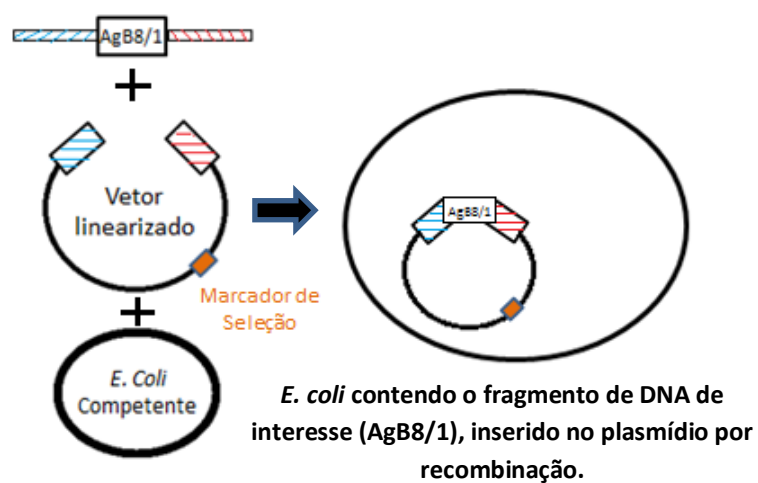 AgB8/1
+
Vetor
linearizado
AgB8/1
Marcador de
Seleção
+
E. Coli
Competente
E. coli contendo o fragmento de DNA de
interesse (AgB8/1), inserido no plasmídio por
recombinação.